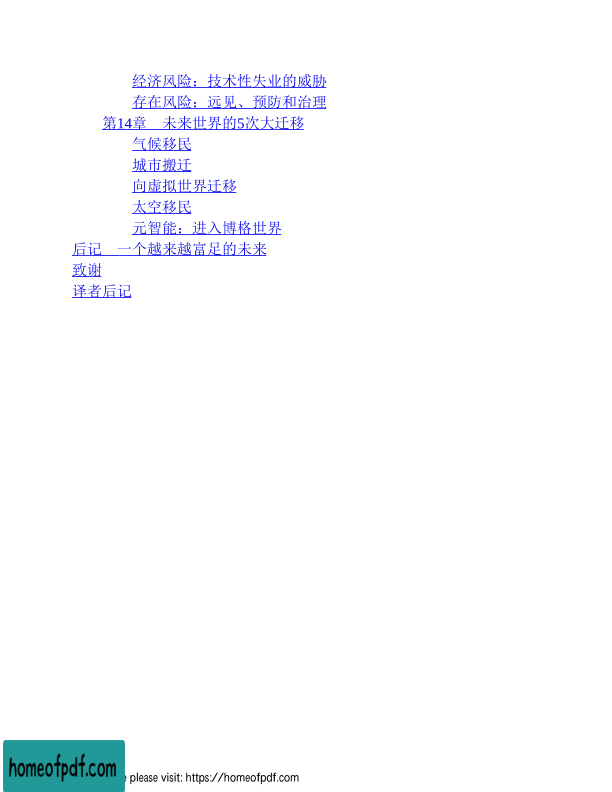 经济风险：技术性失业的威胁
存在风险：远见、预防和治理
第14章　未来世界的5次大迁移
气候移民
城市搬迁
向虚拟世界迁移
太空移民
元智能：进入博格世界
后记　一个越来越富足的未来
致谢
译者后记
homeofpdf.com
please visit: https://homeofpdf.com